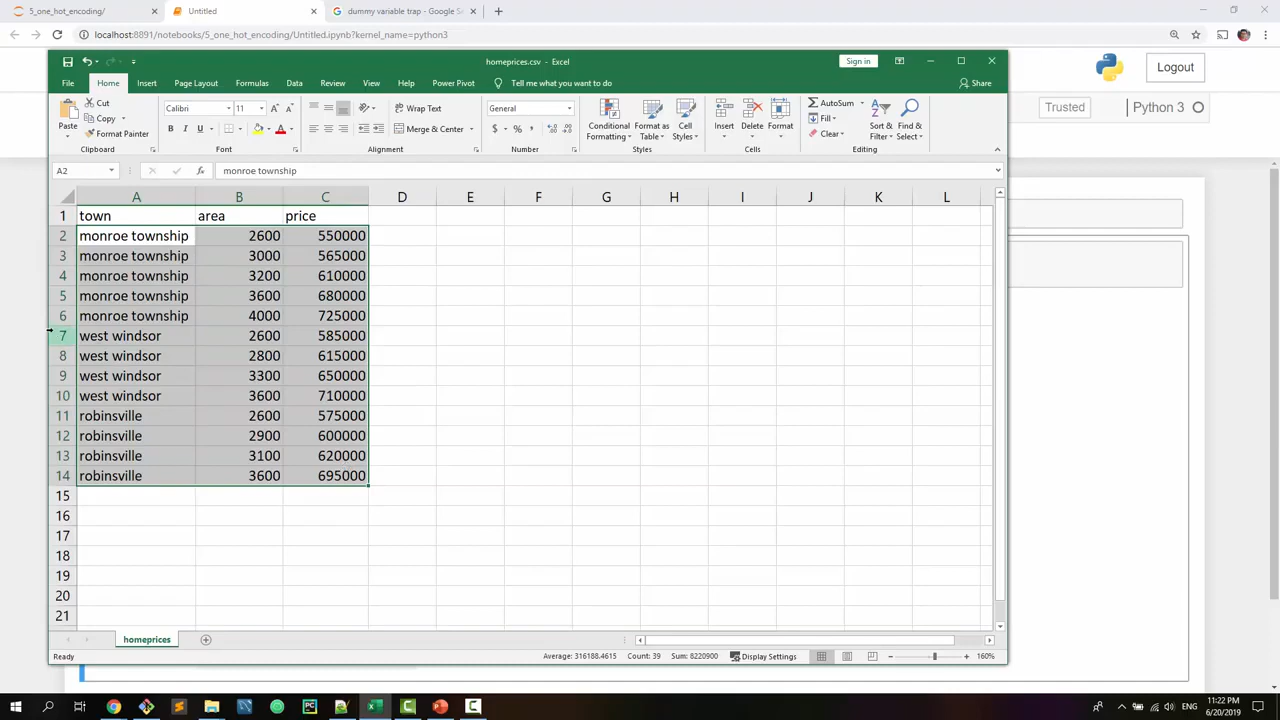 5_one_hot_encoding/
Untitled
dummy variable trap - Google Se
localhost:8891/notebooks/5_one_hot_encoding/Untitled.ipynb?kernel_name=python3
homeprices.csv - Excel
Sign in
Logout
File Home Insert Page Layout Formulas Data Review View Help Power Pivot Tell me what you want to do Share
Trusted
Python 3
Paste
Cut
Copy
Format Painter
Clipboard
Calibri 11
B I U
Font
Wrap Text
Merge & Center
Alignment
General
$ % ,
Number
Conditional Formatting
Format as Table
Cell Styles
Styles
Insert Delete Format
Cells
AutoSum
Fill
Clear
Sort & Filter
Find & Select
Editing
A2 fx monroe township
A B C D E F G H I J K L
1 town area price
2 monroe township 2600 550000
3 monroe township 3000 565000
4 monroe township 3200 610000
5 monroe township 3600 680000
6 monroe township 4000 725000
7 west windsor 2600 585000
8 west windsor 2800 615000
9 west windsor 3300 650000
10 west windsor 3600 710000
11 robinsville 2600 575000
12 robinsville 2900 600000
13 robinsville 3100 620000
14 robinsville 3600 695000
15
16
17
18
19
20
21
homeprices
Ready Average: 316188.4615 Count: 39 Sum: 8220900 Display Settings 160%
11:22 PM
6/20/2019